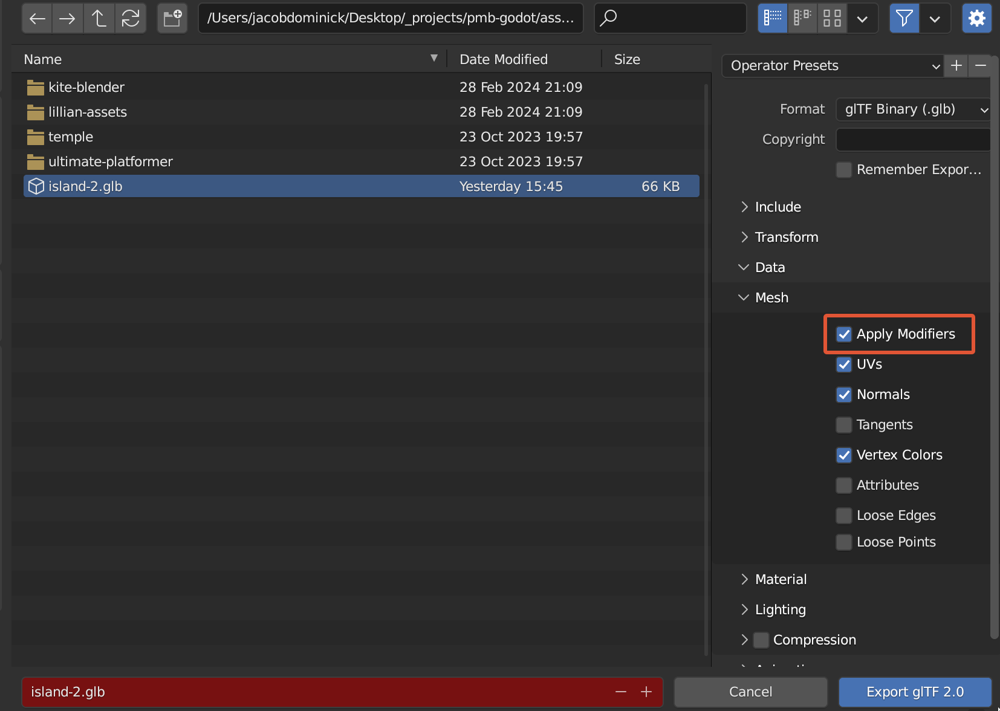 /Users/jacobdominick/Desktop/_projects/pmb-godot/ass...
Name Date Modified Size
kite-blender 28 Feb 2024 21:09
lillian-assets 28 Feb 2024 21:09
temple 23 Oct 2023 19:57
ultimate-platformer 23 Oct 2023 19:57
island-2.glb Yesterday 15:45 66 KB
Operator Presets
Format glTF Binary (.glb)
Copyright
Remember Expor...
Include
Transform
Data
Mesh
Apply Modifiers
UVs
Normals
Tangents
Vertex Colors
Attributes
Loose Edges
Loose Points
Material
Lighting
Compression
island-2.glb
Cancel
Export glTF 2.0